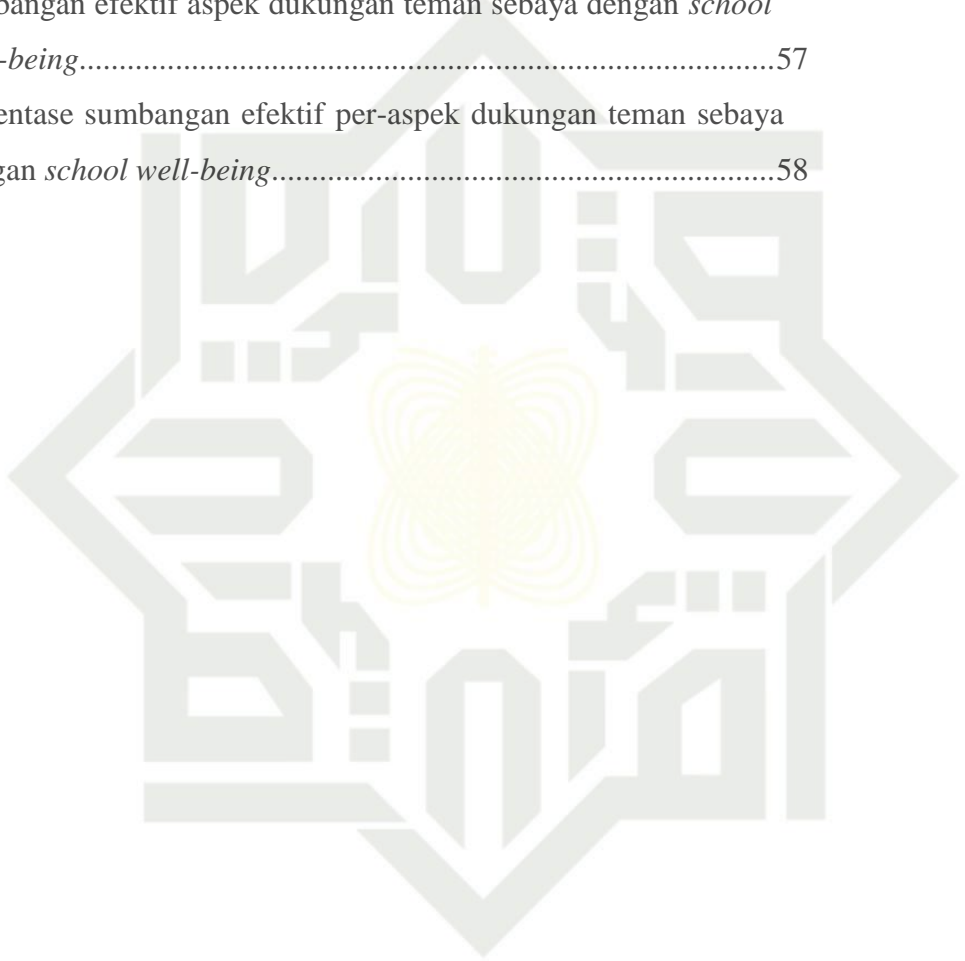 bangan efektif aspek dukungan teman sebaya dengan school
-being.......................................................................................57
entase sumbangan efektif per-aspek dukungan teman sebaya
gan school well-being...............................................................58